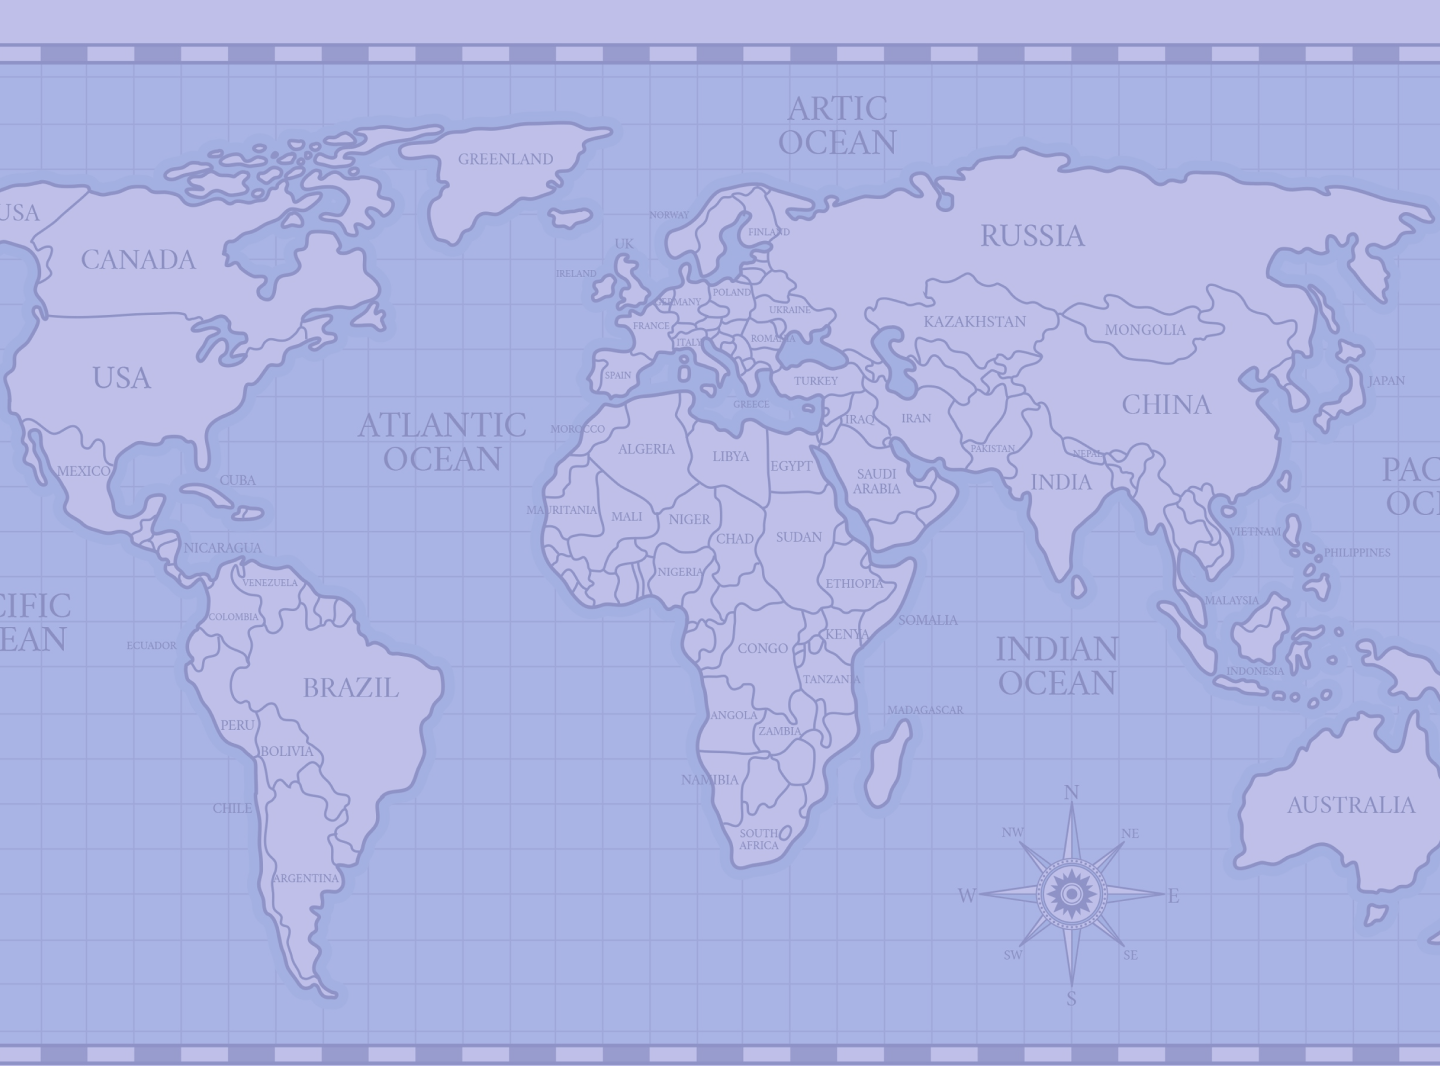 ARTIC
OCEAN
GREENLAND
USA
CANADA
NORWAY
FINLAND
RUSSIA
UK
IRELAND
GERMANY
POLAND
UKRAINE
FRANCE
ITALY
ROMANIA
KAZAKHSTAN
MONGOLIA
USA
SPAIN
TURKEY
GREECE
CHINA
JAPAN
ATLANTIC
OCEAN
MOROCCO
ALGERIA
LIBYA
EGYPT
IRAQ
IRAN
PAKISTAN
NEPAL
INDIA
SAUDI
ARABIA
PAC
OC
MEXICO
CUBA
MAURITANIA
MALI
NIGER
CHAD
SUDAN
VIETNAM
PHILIPPINES
NICARAGUA
VENEZUELA
NIGERIA
ETHIOPIA
CIFIC
EAN
COLOMBIA
ECUADOR
SOMALIA
KENYA
CONGO
TANZANIA
INDIAN
OCEAN
MALAYSIA
INDONESIA
BRAZIL
PERU
BOLIVIA
ANGOLA
ZAMBIA
MADAGASCAR
NAMIBIA
CHILE
SOUTH
AFRICA
AUSTRALIA
ARGENTINA
N
NW
NE
W
E
SW
SE
S